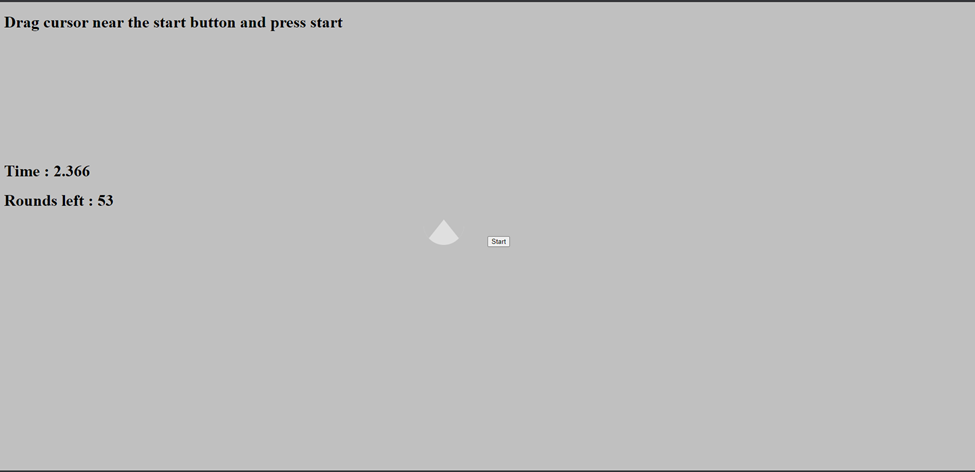 Drag cursor near the start button and press start
Time : 2.366
Rounds left : 53
Start